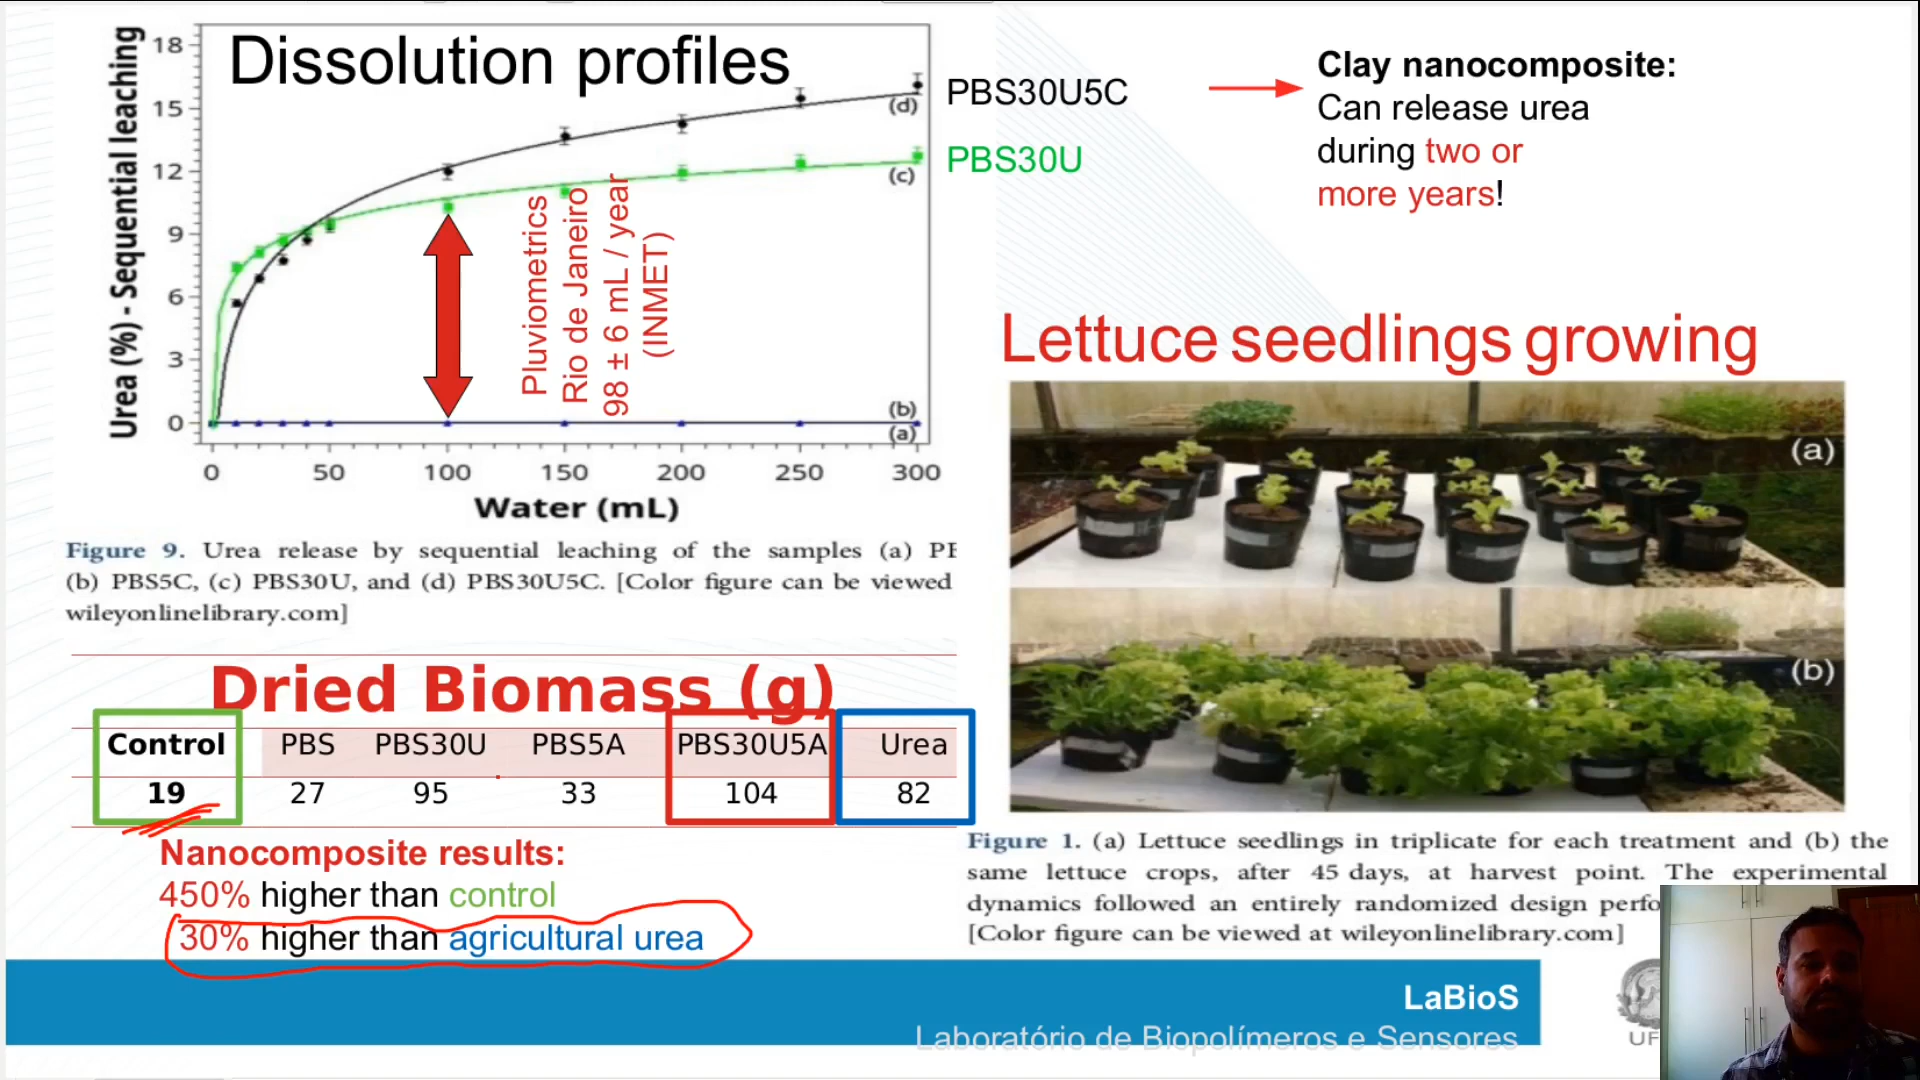 Dissolution profiles
Urea (%) - Sequential leaching
18
15
12
9
6
3
0
(d)
(c)
(b)
(a)
0 50 100 150 200 250 300
Water (mL)
Pluviometrics
Rio de Janeiro
98 ± 6 mL / year
(INMET)
PBS30U5C
PBS30U
Clay nanocomposite:
Can release urea
during two or
more years!
Figure 9. Urea release by sequential leaching of the samples (a)
(b) PBS5C, (c) PBS30U, and (d) PBS30U5C. [Color figure can be viewed
wileyonlinelibrary.com]
Lettuce seedlings growing
(a)
(b)
Figure 1. (a) Lettuce seedlings in triplicate for each treatment and (b) the
same lettuce crops, after 45 days, at harvest point. The experimental
dynamics followed an entirely randomized design
[Color figure can be viewed at wileyonlinelibrary.com]
Dried Biomass (g)
Control PBS PBS30U PBS5A PBS30U5A Urea
19 27 95 33 104 82
Nanocomposite results:
450% higher than control
30% higher than agricultural urea
LaBioS
Laboratório de Biopolímeros e Sensores